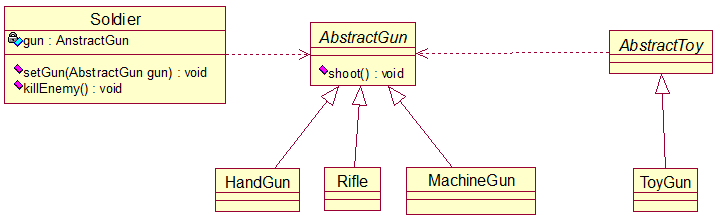 Soldier
gun : AnstractGun
setGun(AbstractGun gun) : void
killEnemy() : void
AbstractGun
shoot() : void
AbstractToy
HandGun
Rifle
MachineGun
ToyGun